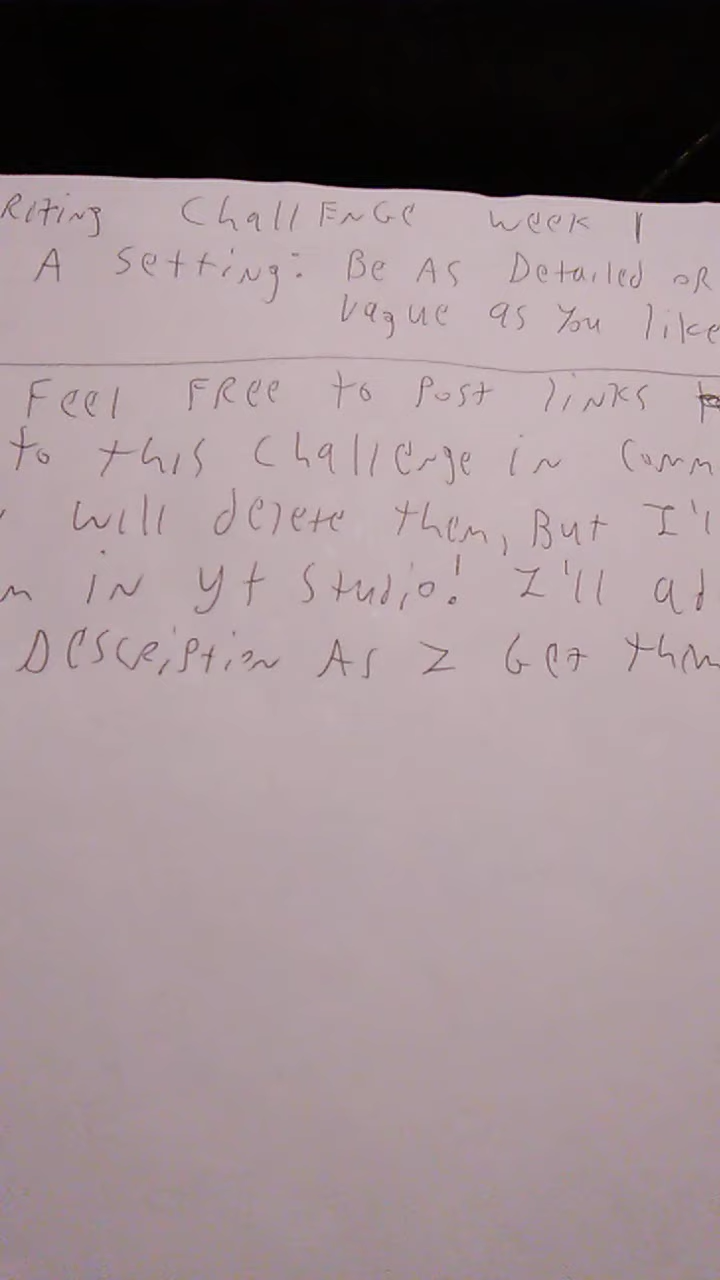 Riting Challenge week 1
A setting: Be As Detailed or
vague as you like
Feel Free to Post links
to this challenge in Comm
will delete them, But I'l
m in yt studio! I'll ad
Description As I Get them